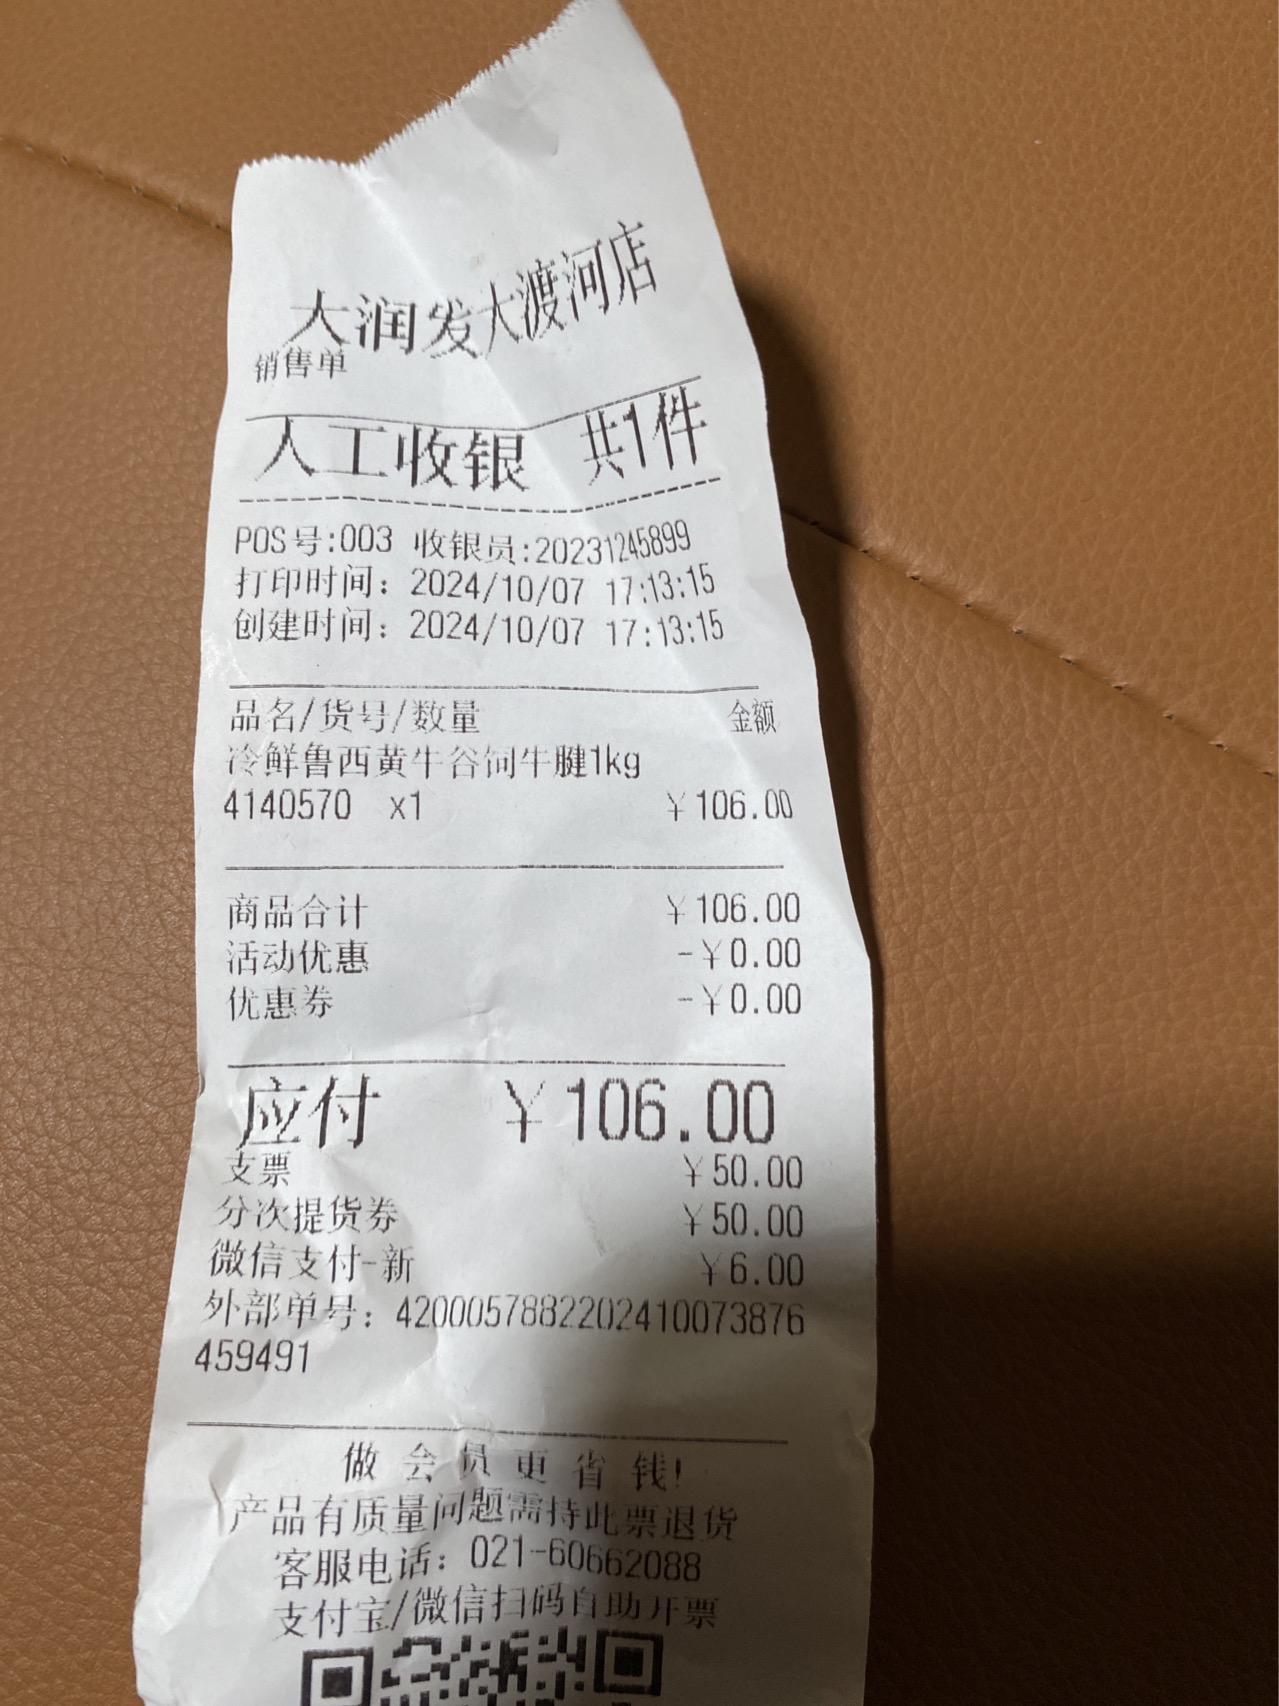 大润发大渡河店
销售单
人工收银 共1件
POS号:003 收银员:20231245899
打印时间：2024/10/07 17:13:15
创建时间：2024/10/07 17:13:15
品名/货号/数量 金额
冷鲜鲁西黄牛谷饲牛腱1kg
4140570 x1 ￥106.00
商品合计 ￥106.00
活动优惠 -￥0.00
优惠券 -￥0.00
应付 ￥106.00
支票 ￥50.00
分次提货券 ￥50.00
微信支付-新 ￥6.00
外部单号：4200057882202410073876
459491
做会员更省钱!
产品有质量问题需持此票退货
客服电话：021-60662088
支付宝/微信扫码自助开票